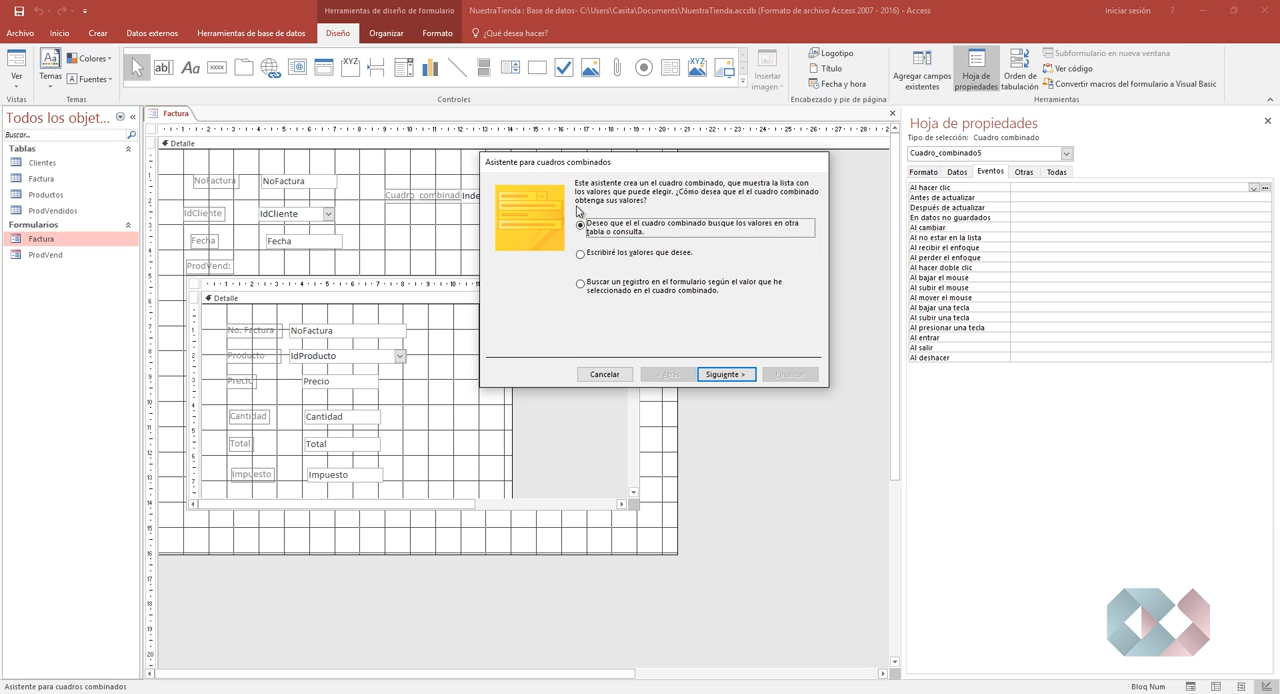 Herramientas de diseño de formulario
NuestraTienda : Base de datos- C:\Users\Casita\Documents\NuestraTienda.accdb (Formato de archivo Access 2007 - 2016) - Access
Iniciar sesión
?
Archivo Inicio Crear Datos externos Herramientas de base de datos Diseño Organizar Formato ¿Qué desea hacer?
Ver
Vistas
Temas
Colores
Fuentes
Temas
Aa
ab|
Aa
xxxx
XYZ
XYZ
Controles
Insertar
imagen
Logotipo
Título
Fecha y hora
Encabezado y pie de página
Agregar campos
existentes
Hoja de
propiedades
Orden de
tabulación
Subformulario en nueva ventana
Ver código
Convertir macros del formulario a Visual Basic
Herramientas
Todos los objet...
Buscar...
Tablas
Clientes
Factura
Productos
ProdVendidos
Formularios
Factura
ProdVend
Factura
Detalle
NoFactura NoFactura
Cuadro_combinad Inde
IdCliente IdCliente
Fecha Fecha
ProdVend:
Detalle
No. Factura NoFactura
Producto IdProducto
Precio Precio
Cantidad Cantidad
Total Total
Impuesto Impuesto
Asistente para cuadros combinados
Este asistente crea un el cuadro combinado, que muestra la lista con
los valores que puede elegir. ¿Cómo desea que el cuadro combinado
obtenga sus valores?
Deseo que el el cuadro combinado busque los valores en otra
tabla o consulta.
Escribiré los valores que desee.
Buscar un registro en el formulario según el valor que he
seleccionado en el cuadro combinado.
Cancelar < Atrás Siguiente > Finalizar
Hoja de propiedades
Tipo de selección: Cuadro combinado
Cuadro_combinado5
Formato Datos Eventos Otras Todas
Al hacer clic
Antes de actualizar
Después de actualizar
En datos no guardados
Al cambiar
Al no estar en la lista
Al recibir el enfoque
Al perder el enfoque
Al hacer doble clic
Al bajar el mouse
Al subir el mouse
Al mover el mouse
Al bajar una tecla
Al subir una tecla
Al presionar una tecla
Al entrar
Al salir
Al deshacer
Asistente para cuadros combinados
Bloq Num